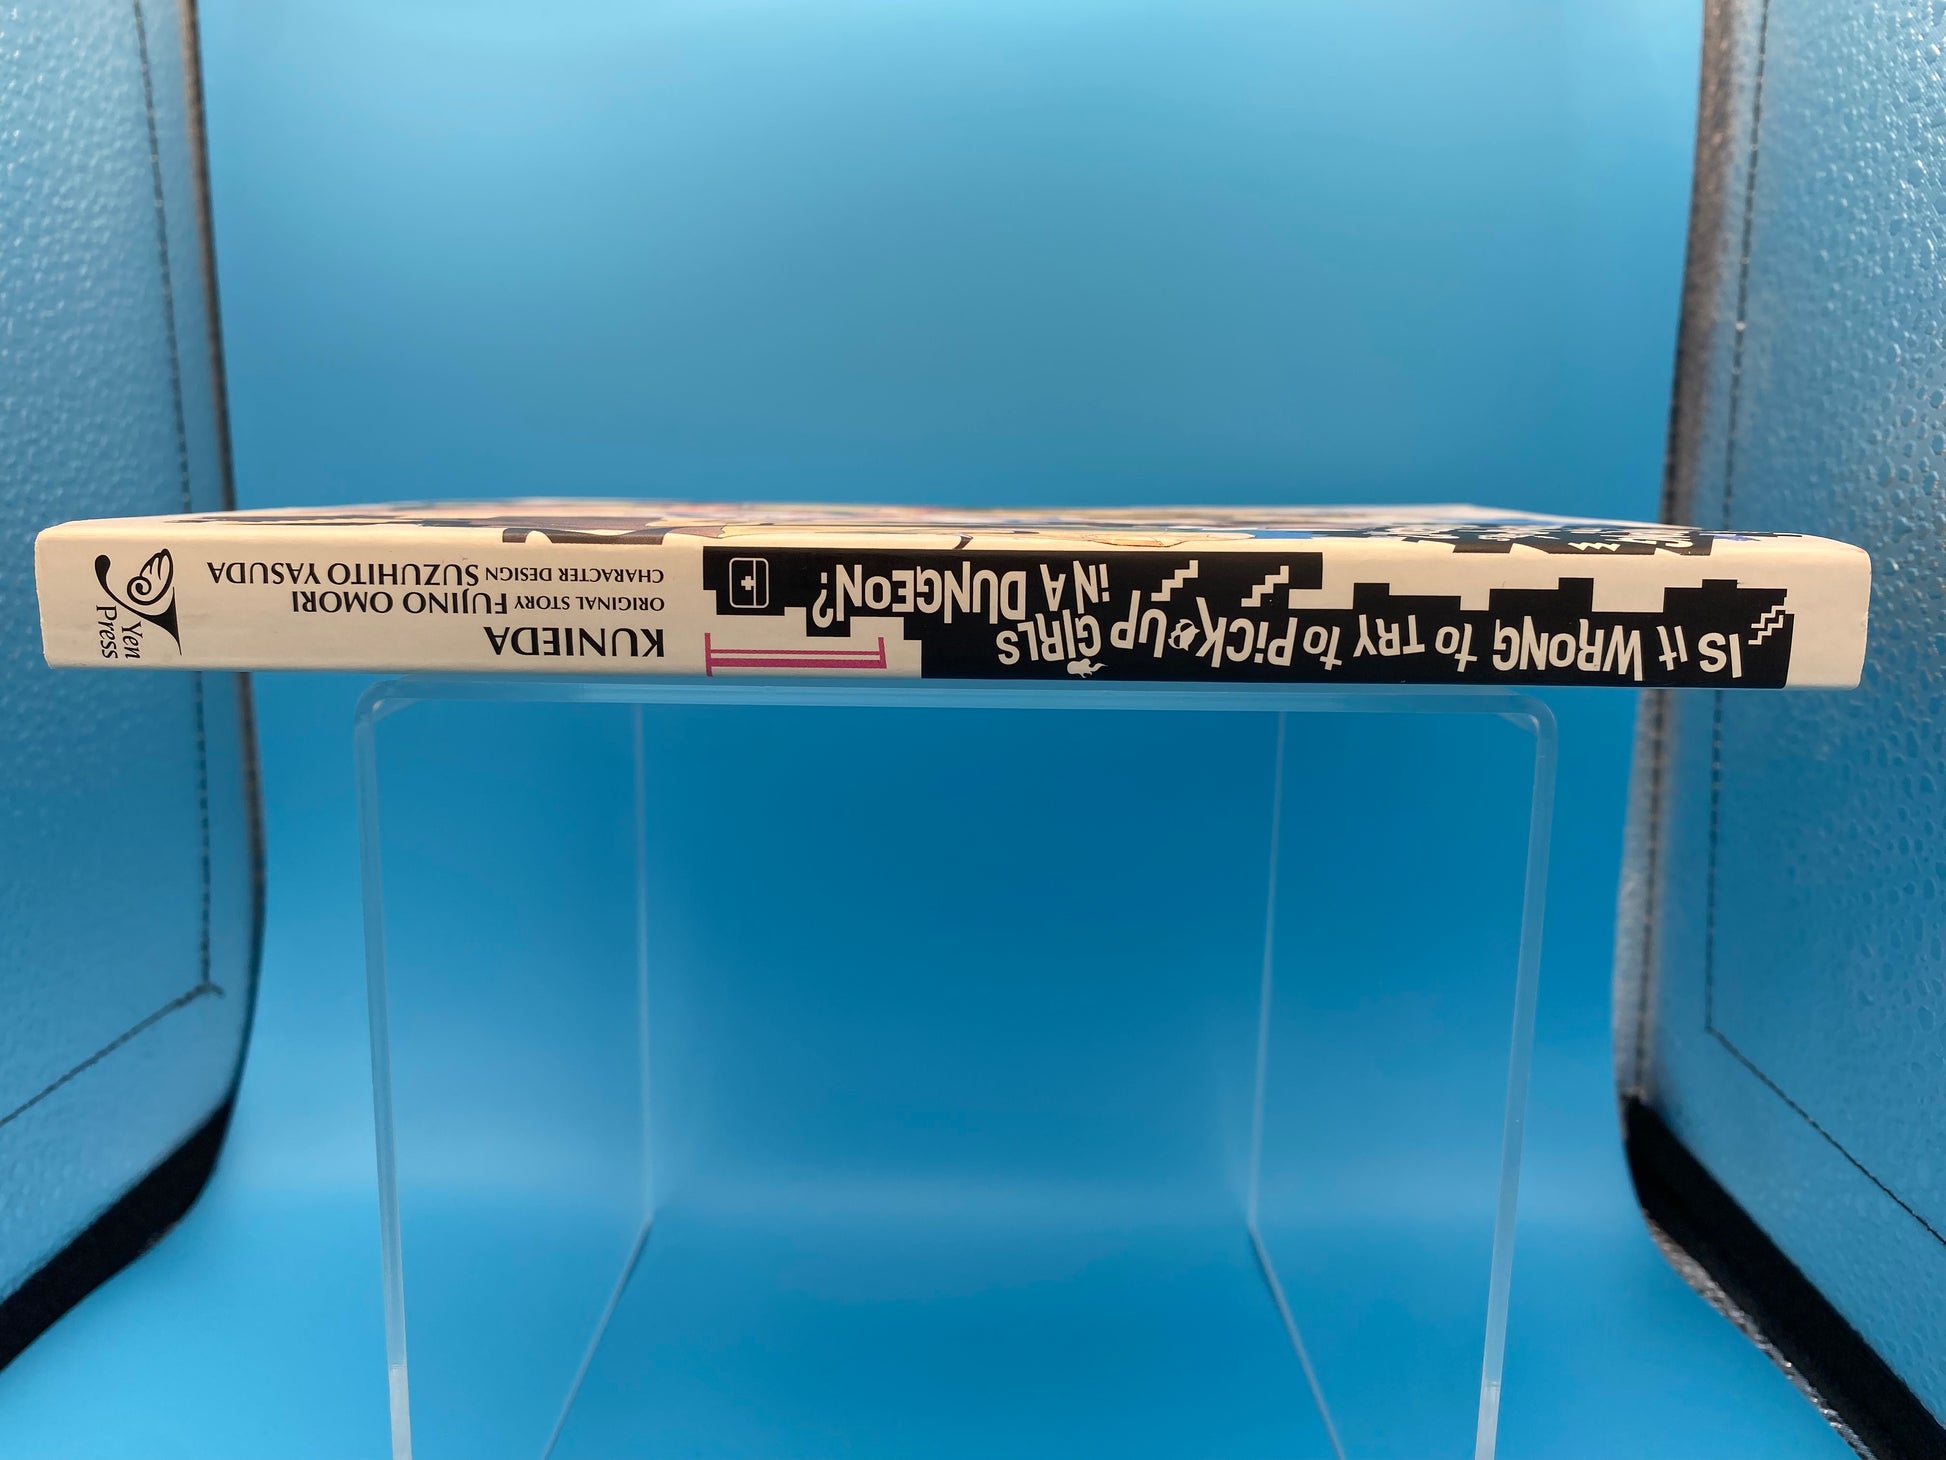 IS It WRONG to TRY to PiCK UP GiRLS
iN A DUNGEON?
II
KUNIEDA
ORIGINAL STORY FUJINO OMORI
CHARACTER DESIGN SUZUHITO YASUDA
Yen
Press